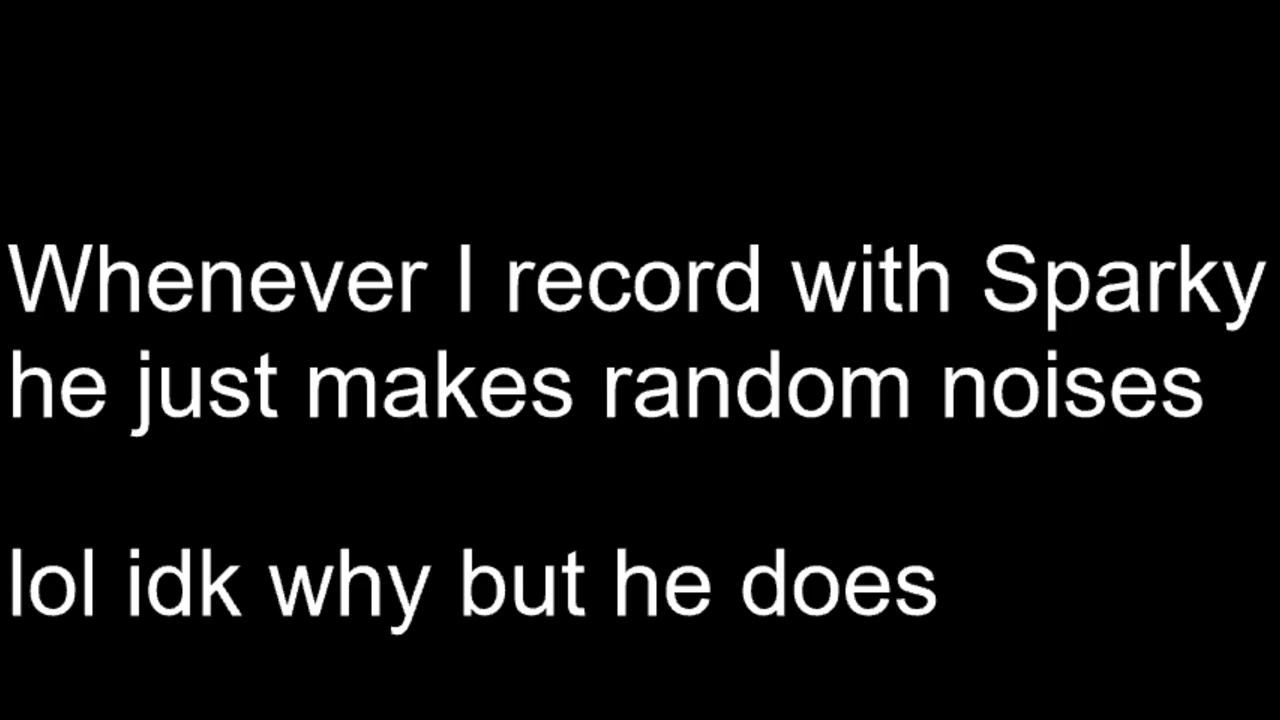 Whenever I record with Sparky
he just makes random noises
lol idk why but he does